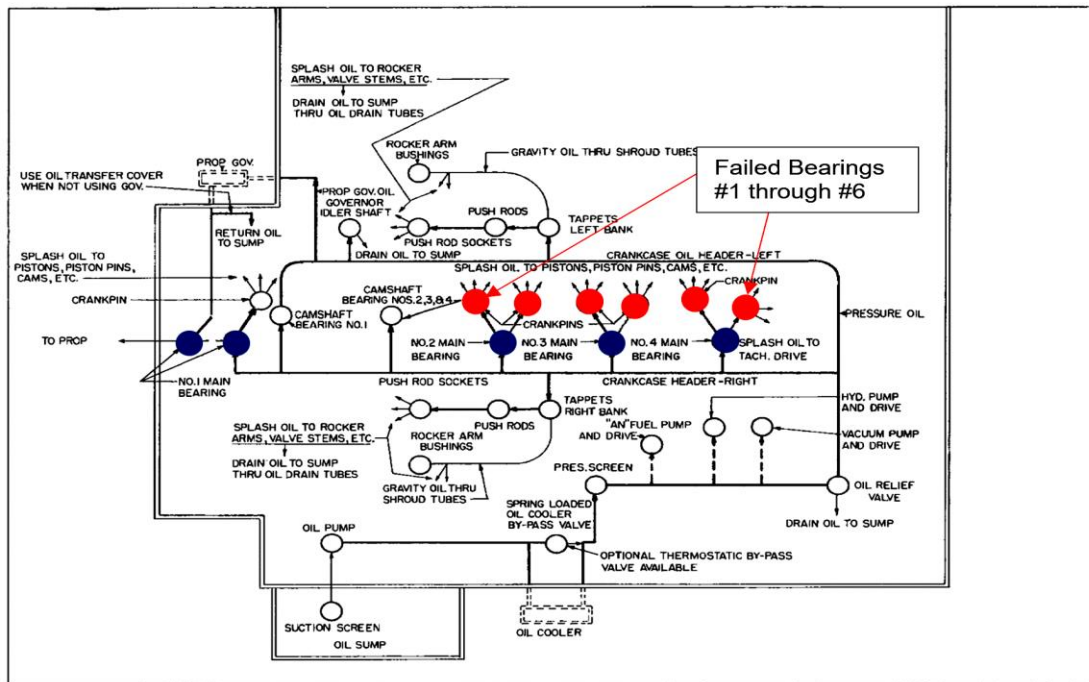 SPLASH OIL TO ROCKER
ARMS, VALVE STEMS, ETC.
DRAIN OIL TO SUMP
THRU OIL DRAIN TUBES
ROCKER ARM
BUSHINGS
GRAVITY OIL THRU SHROUD TUBES
Failed Bearings
#1 through #6
PROP GOV.
USE OIL TRANSFER COVER
WHEN NOT USING GOV.
PROP GOV. OIL
GOVERNOR
IDLER SHAFT
PUSH RODS
TAPPETS
LEFT BANK
RETURN OIL
TO SUMP
PUSH ROD SOCKETS
DRAIN OIL TO SUMP
CRANKCASE OIL HEADER-LEFT
SPLASH OIL TO PISTONS, PISTON PINS, CAMS, ETC.
SPLASH OIL TO
PISTONS, PISTON PINS,
CAMS, ETC.
CRANKPIN
CRANKPIN
CAMSHAFT
BEARING NOS. 2, 3, & 4
CAMSHAFT
BEARING NO. 1
CRANKPINS
PRESSURE OIL
TO PROP
NO. 2 MAIN
BEARING
NO. 3 MAIN
BEARING
NO. 4 MAIN
BEARING
SPLASH OIL TO
TACH. DRIVE
NO. 1 MAIN
BEARING
PUSH ROD SOCKETS
CRANKCASE HEADER-RIGHT
TAPPETS
RIGHT BANK
PUSH RODS
HYD. PUMP
AND DRIVE
"AN" FUEL PUMP
AND DRIVE
VACUUM PUMP
AND DRIVE
SPLASH OIL TO ROCKER
ARMS, VALVE STEMS, ETC.
ROCKER ARM
BUSHINGS
DRAIN OIL TO SUMP
THRU OIL DRAIN TUBES
GRAVITY OIL THRU
SHROUD TUBES
PRES. SCREEN
OIL RELIEF
VALVE
SPRING LOADED
OIL COOLER
BY-PASS VALVE
DRAIN OIL TO SUMP
OIL PUMP
OPTIONAL THERMOSTATIC BY-PASS
VALVE AVAILABLE
SUCTION SCREEN
OIL SUMP
OIL COOLER